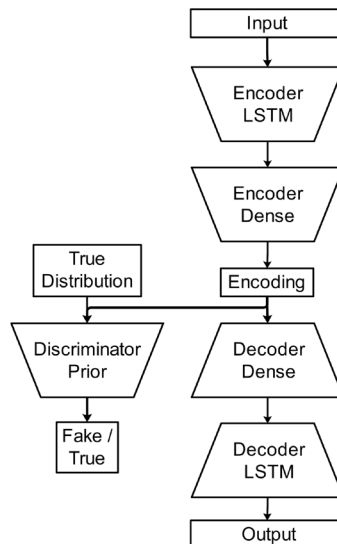 Input
Encoder
LSTM
Encoder
Dense
True
Distribution
Encoding
Discriminator
Prior
Decoder
Dense
Fake /
True
Decoder
LSTM
Output